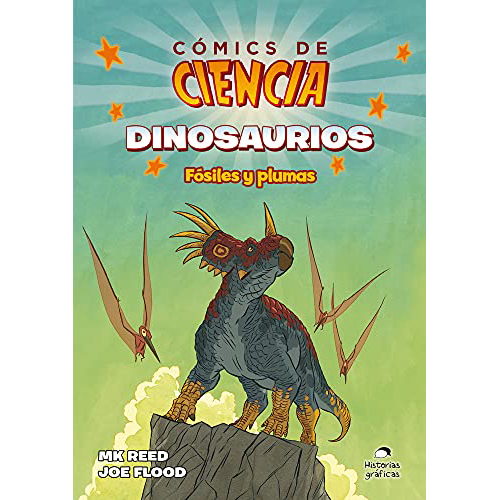 CÓMICS DE
CIENCIA
DINOSAURIOS
Fósiles y plumas
MK REED
JOE FLOOD
Historias
gráficas